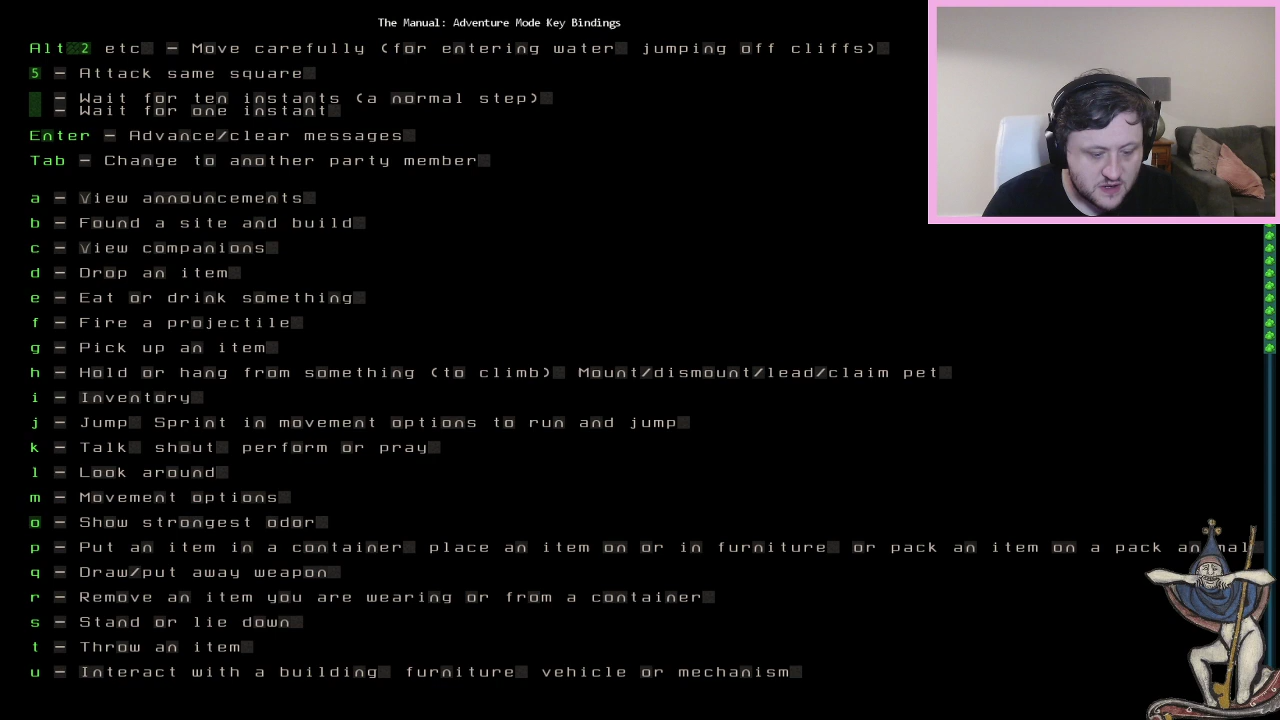 The Manual: Adventure Mode Key Bindings
Alt 2 etc - Move carefully (for entering water jumping off cliffs)
5 - Attack same square
- Wait for ten instants (a normal step)
- Wait for one instant
Enter - Advance/clear messages
Tab - Change to another party member
a - View announcements
b - Found a site and build
c - View companions
d - Drop an item
e - Eat or drink something
f - Fire a projectile
g - Pick up an item
h - Hold or hang from something (to climb) Mount/dismount/lead/claim pet
i - Inventory
j - Jump Sprint in movement options to run and jump
k - Talk shout perform or pray
l - Look around
m - Movement options
o - Show strongest odor
p - Put an item in a container place an item on or in furniture or pack an item on a pack animal
q - Draw/put away weapon
r - Remove an item you are wearing or from a container
s - Stand or lie down
t - Throw an item
u - Interact with a building furniture vehicle or mechanism